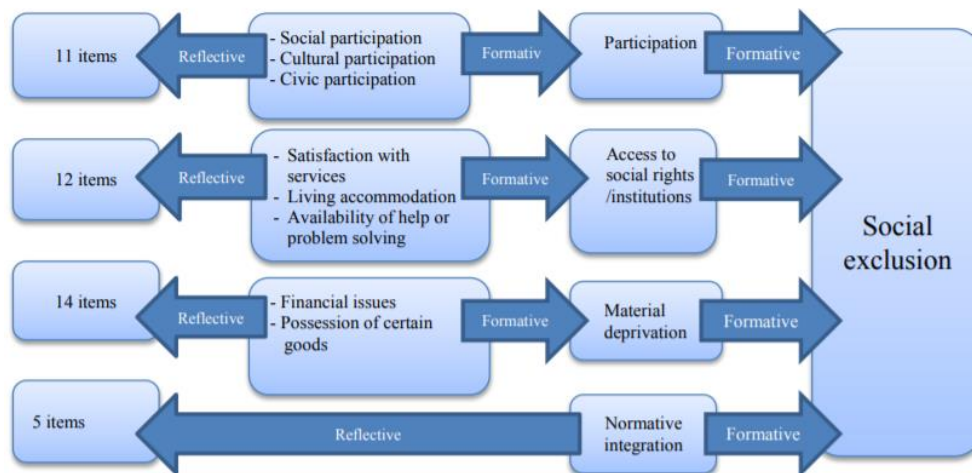 11 items
Reflective
- Social participation
- Cultural participation
- Civic participation
Formativ
Participation
Formative
12 items
Reflective
- Satisfaction with
services
- Living accommodation
- Availability of help or
problem solving
Formative
Access to
social rights
/institutions
Formative
Social
exclusion
14 items
Reflective
- Financial issues
- Possession of certain
goods
Formative
Material
deprivation
Formative
5 items
Reflective
Normative
integration
Formative